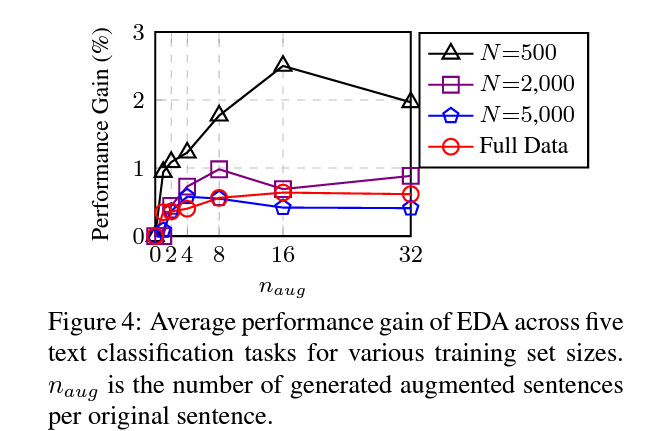 3
2
1
0
Performance Gain (%)
0 2 4 8 16 32
n_aug
N=500
N=2,000
N=5,000
Full Data
Figure 4: Average performance gain of EDA across five
text classification tasks for various training set sizes.
n_aug is the number of generated augmented sentences
per original sentence.